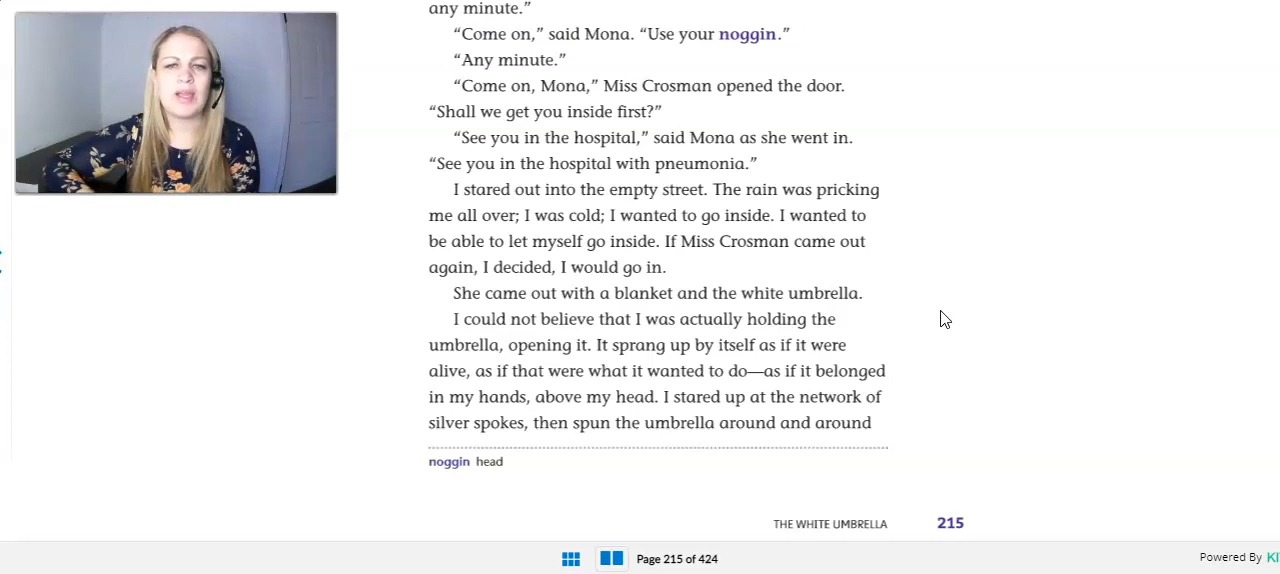 any minute.”
“Come on,” said Mona. “Use your noggin.”
“Any minute.”
“Come on, Mona,” Miss Crosman opened the door.
“Shall we get you inside first?”
“See you in the hospital,” said Mona as she went in.
“See you in the hospital with pneumonia.”
I stared out into the empty street. The rain was pricking
me all over; I was cold; I wanted to go inside. I wanted to
be able to let myself go inside. If Miss Crosman came out
again, I decided, I would go in.
She came out with a blanket and the white umbrella.
I could not believe that I was actually holding the
umbrella, opening it. It sprang up by itself as if it were
alive, as if that were what it wanted to do—as if it belonged
in my hands, above my head. I stared up at the network of
silver spokes, then spun the umbrella around and around
noggin head
THE WHITE UMBRELLA 215
Page 215 of 424
Powered By KI